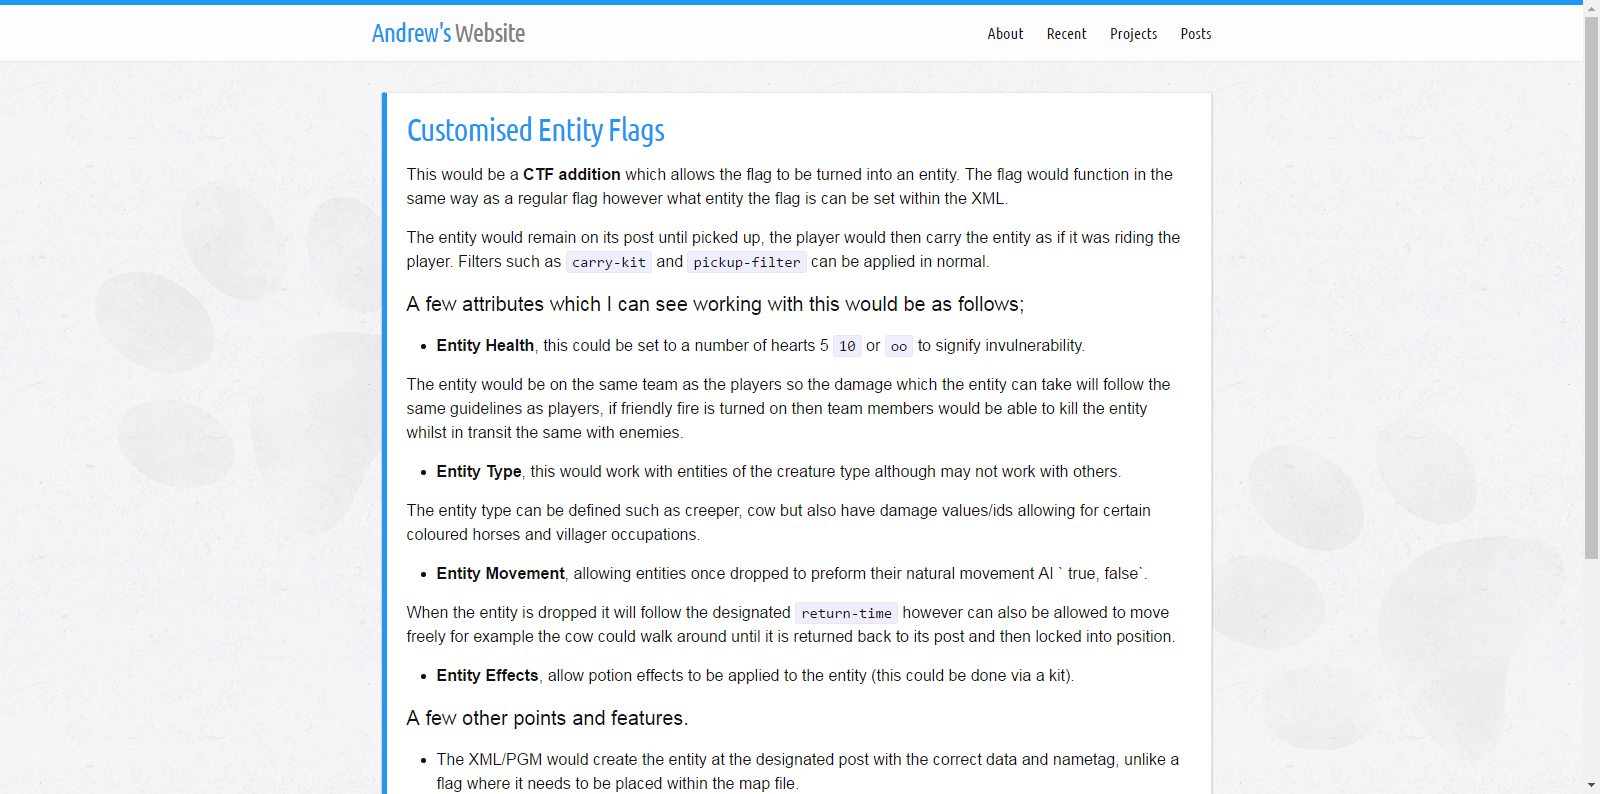 Andrew's Website
About Recent Projects Posts
Customised Entity Flags
This would be a CTF addition which allows the flag to be turned into an entity. The flag would function in the
same way as a regular flag however what entity the flag is can be set within the XML.
The entity would remain on its post until picked up, the player would then carry the entity as if it was riding the
player. Filters such as carry-kit and pickup-filter can be applied in normal.
A few attributes which I can see working with this would be as follows;
• Entity Health, this could be set to a number of hearts 5 10 or oo to signify invulnerability.
The entity would be on the same team as the players so the damage which the entity can take will follow the
same guidelines as players, if friendly fire is turned on then team members would be able to kill the entity
whilst in transit the same with enemies.
• Entity Type, this would work with entities of the creature type although may not work with others.
The entity type can be defined such as creeper, cow but also have damage values/ids allowing for certain
coloured horses and villager occupations.
• Entity Movement, allowing entities once dropped to preform their natural movement AI ` true, false`.
When the entity is dropped it will follow the designated return-time however can also be allowed to move
freely for example the cow could walk around until it is returned back to its post and then locked into position.
• Entity Effects, allow potion effects to be applied to the entity (this could be done via a kit).
A few other points and features.
• The XML/PGM would create the entity at the designated post with the correct data and nametag, unlike a
flag where it needs to be placed within the map file.